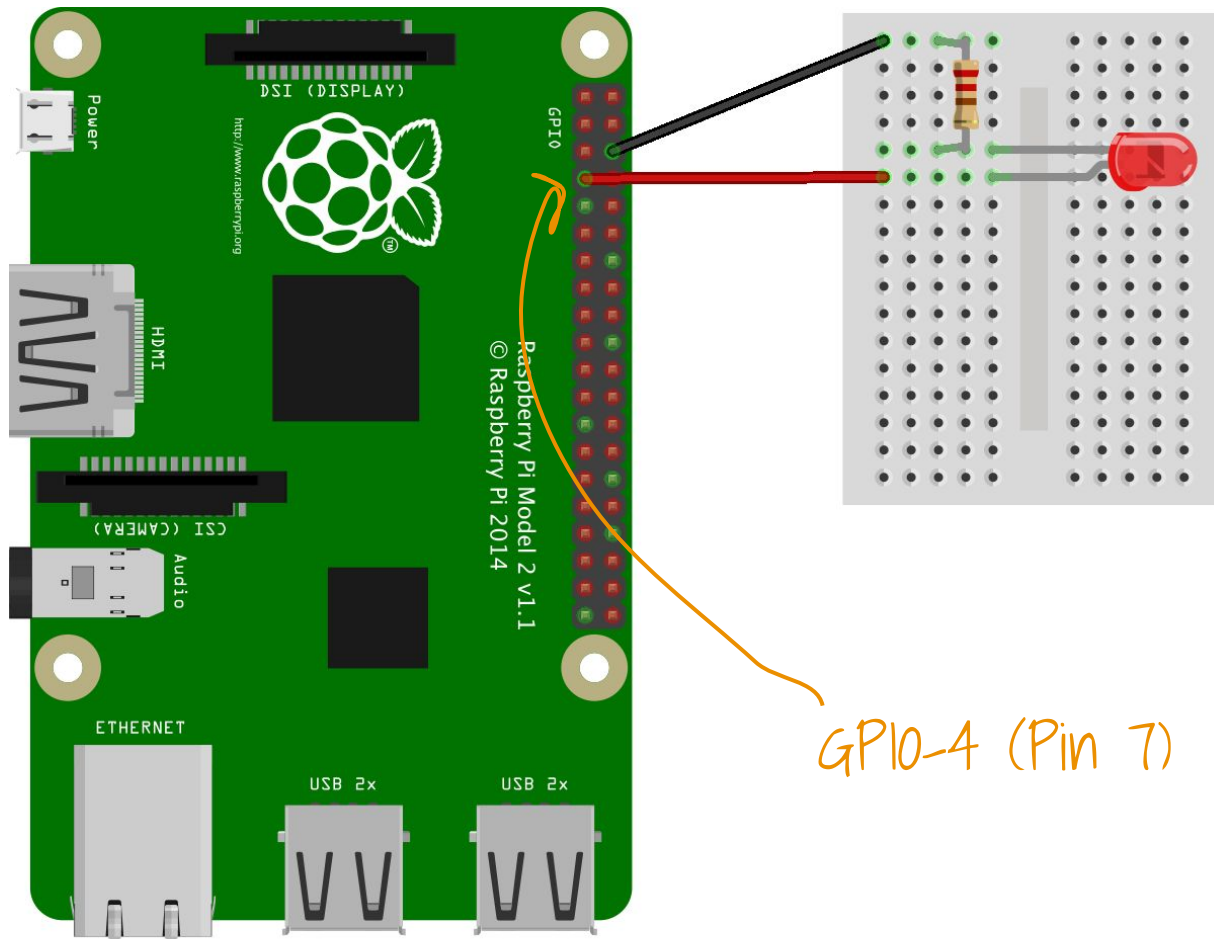 DSI (DISPLAY)
Power
GPIO
http://www.raspberrypi.org
TM
HDMI
Raspberry Pi Model 2 v1.1
© Raspberry Pi 2014
CSI (CAMERA)
Audio
ETHERNET
USB 2x
USB 2x
GPIO-4 (Pin 7)